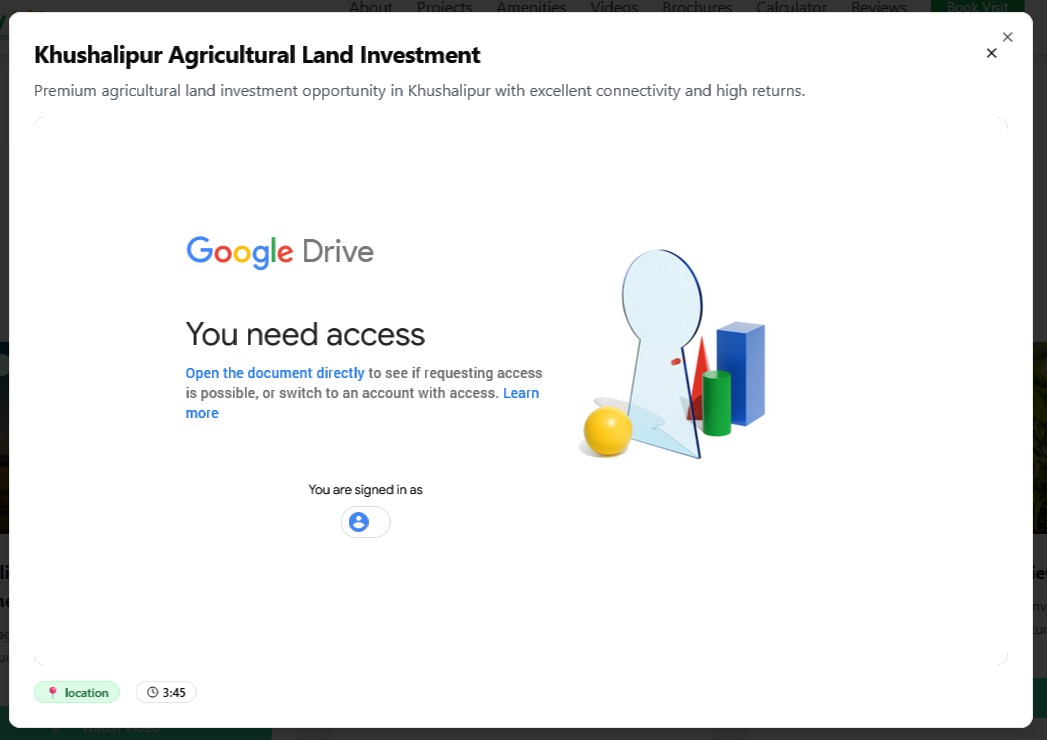 About Projects Amenities Videos Brochures Calculator Reviews Book Visit
Khushalipur Agricultural Land Investment
Premium agricultural land investment opportunity in Khushalipur with excellent connectivity and high returns.
Google Drive
You need access
Open the document directly to see if requesting access
is possible, or switch to an account with access. Learn
more
You are signed in as
location
3:45
Watch Video